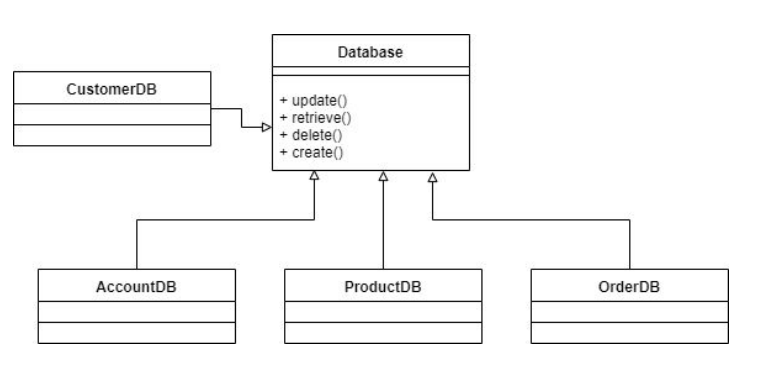 Database
CustomerDB
+ update()
+ retrieve()
+ delete()
+ create()
AccountDB
ProductDB
OrderDB